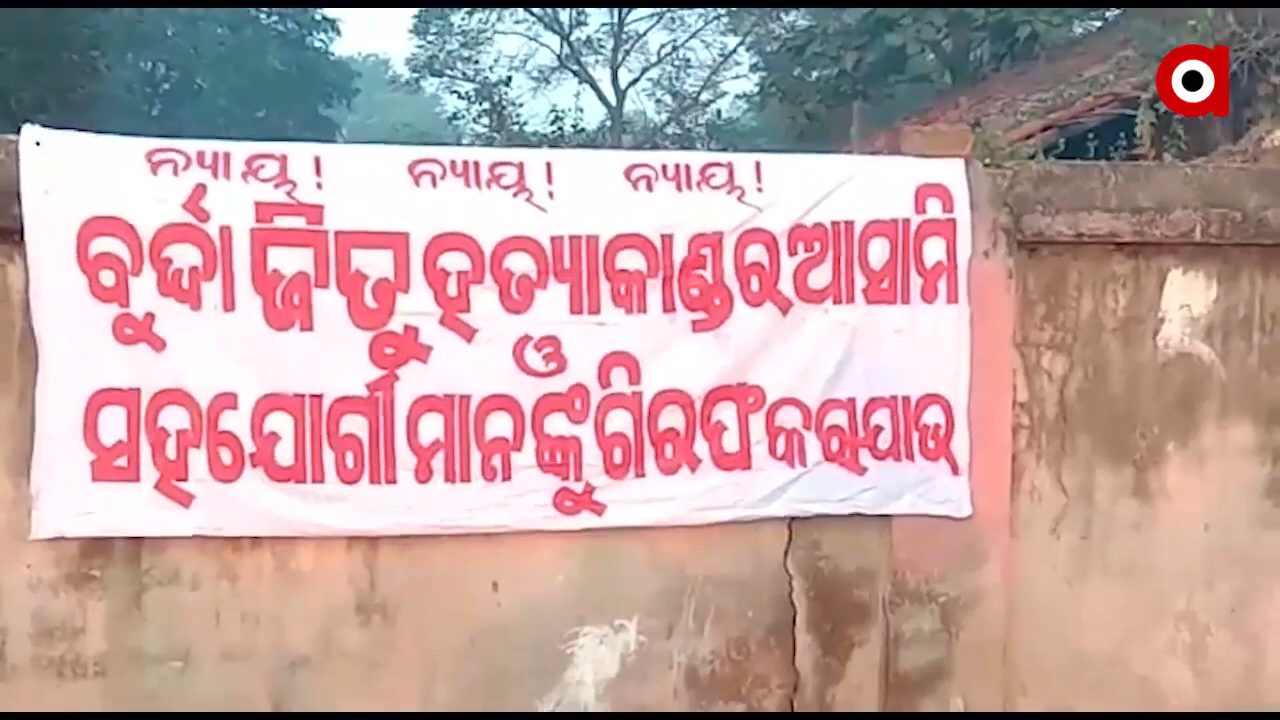 ନ୍ୟାୟ! ନ୍ୟାୟ! ନ୍ୟାୟ!
ବୁର୍ଦ୍ଦା ଜିତୁ ହତ୍ୟାକାଣ୍ଡର ଆସାମି
ଓ
ସହଯୋଗୀ ମାନଙ୍କୁ ଗିରଫ କରାଯାଉ